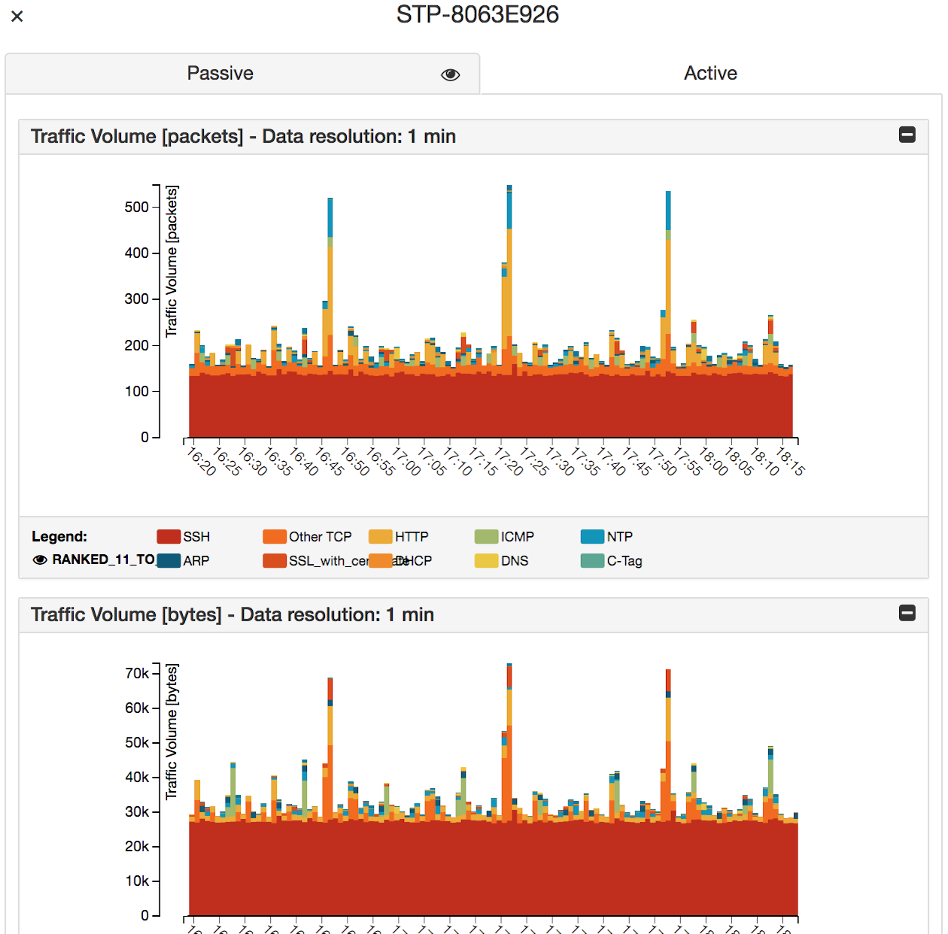 ×
STP-8063E926
Passive
Active
Traffic Volume [packets] - Data resolution: 1 min
Traffic Volume [packets]
500
400
300
200
100
0
16:20 16:25 16:30 16:35 16:40 16:45 16:50 16:55 17:00 17:05 17:10 17:15 17:20 17:25 17:30 17:35 17:40 17:45 17:50 17:55 18:00 18:05 18:10 18:15
Legend: SSH Other TCP HTTP ICMP NTP
RANKED_11_TO_ ARP SSL_with_cer DHCP DNS C-Tag
Traffic Volume [bytes] - Data resolution: 1 min
Traffic Volume [bytes]
70k
60k
50k
40k
30k
20k
10k
0